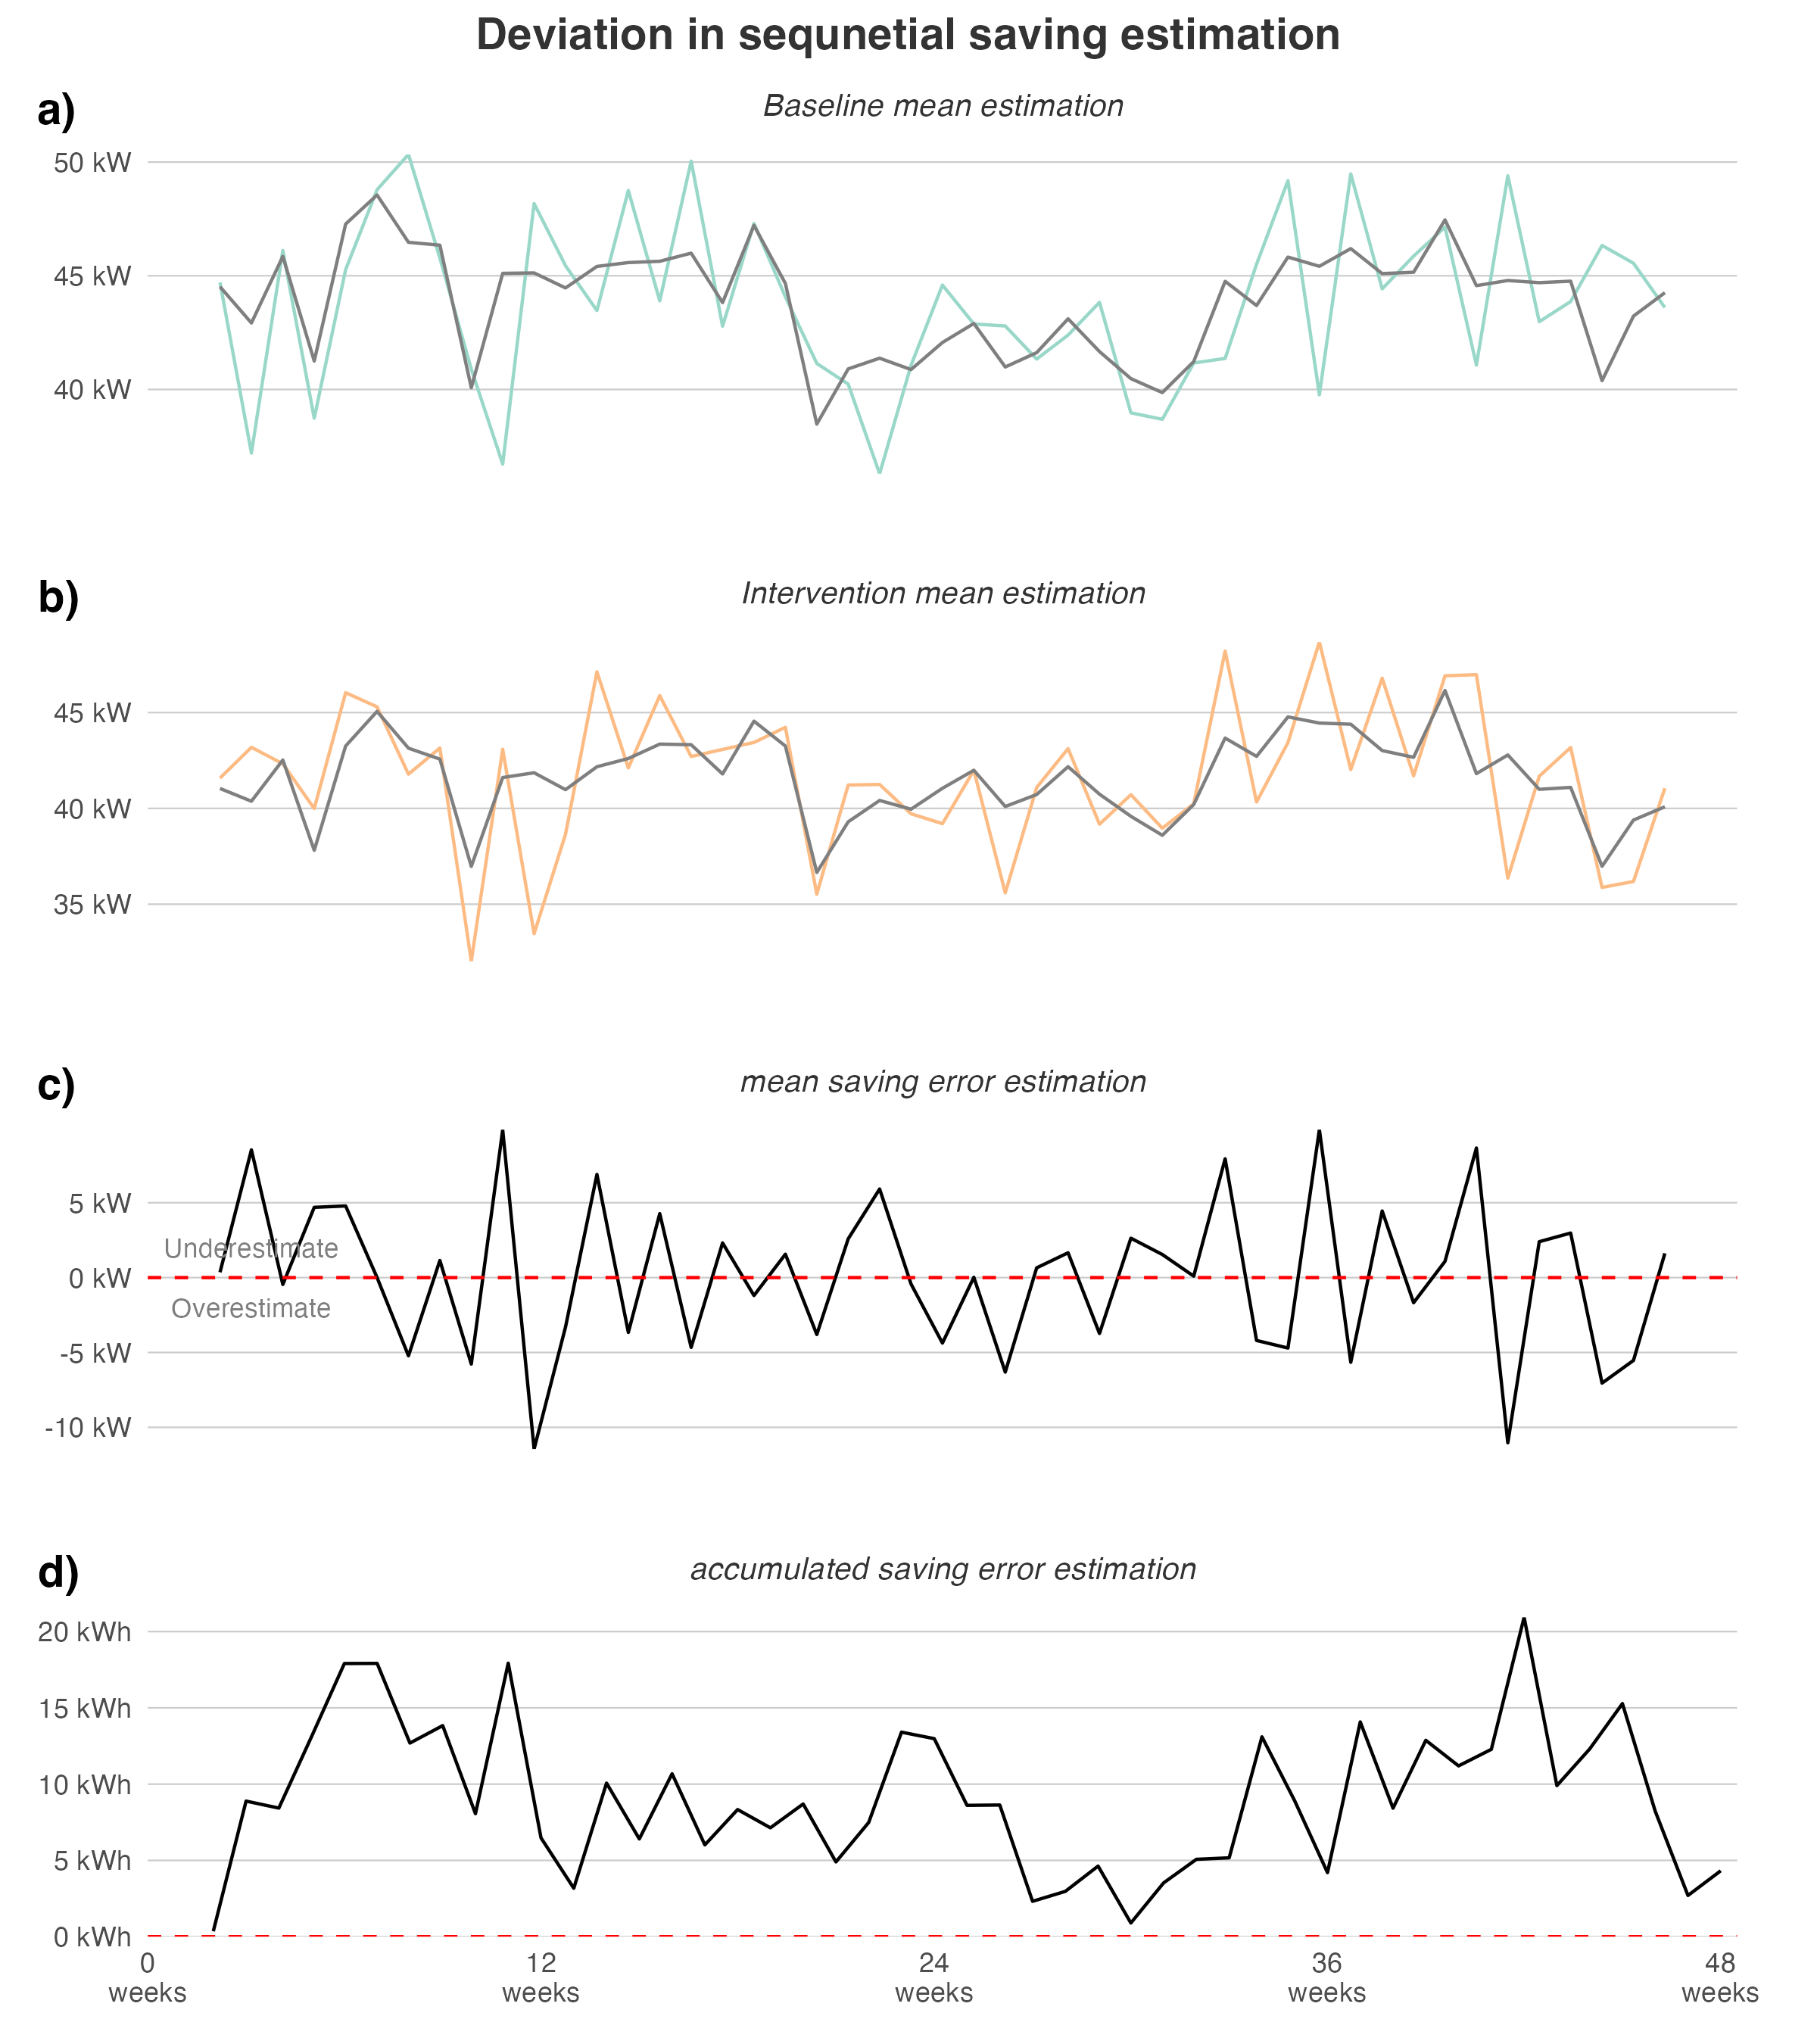 Deviation in sequnetial saving estimation
a)
Baseline mean estimation
50 kW
45 kW
40 kW
b)
Intervention mean estimation
45 kW
40 kW
35 kW
c)
mean saving error estimation
5 kW
Underestimate
0 kW
Overestimate
-5 kW
-10 kW
d)
accumulated saving error estimation
20 kWh
15 kWh
10 kWh
5 kWh
0 kWh
0 12 24 36 48
weeks weeks weeks weeks weeks